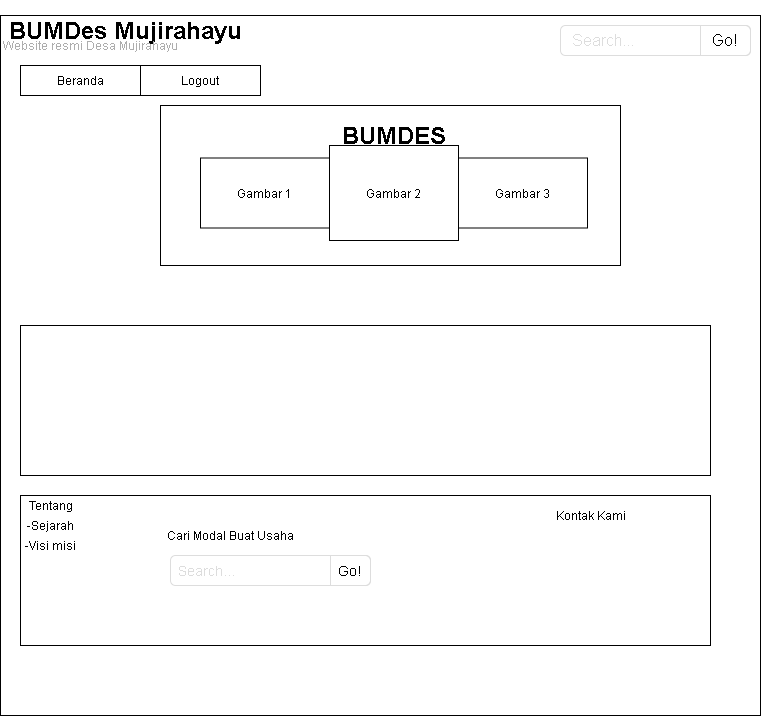 BUMDes Mujirahayu
Website resmi Desa Mujirahayu
Search...
Go!
Beranda
Logout
BUMDES
Gambar 1
Gambar 2
Gambar 3
Tentang
-Sejarah
-Visi misi
Cari Modal Buat Usaha
Search...
Go!
Kontak Kami